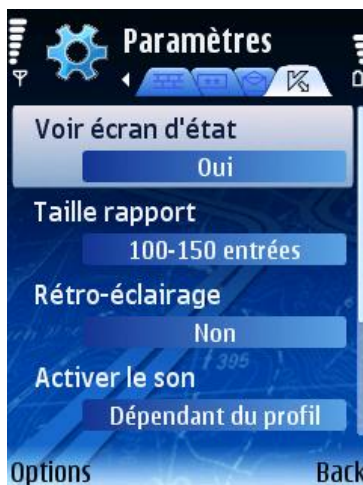 Paramètres
Voir écran d'état
Oui
Taille rapport
100-150 entrées
Rétro-éclairage
Non
395
Activer le son
Dépendant du profil
Options
Back